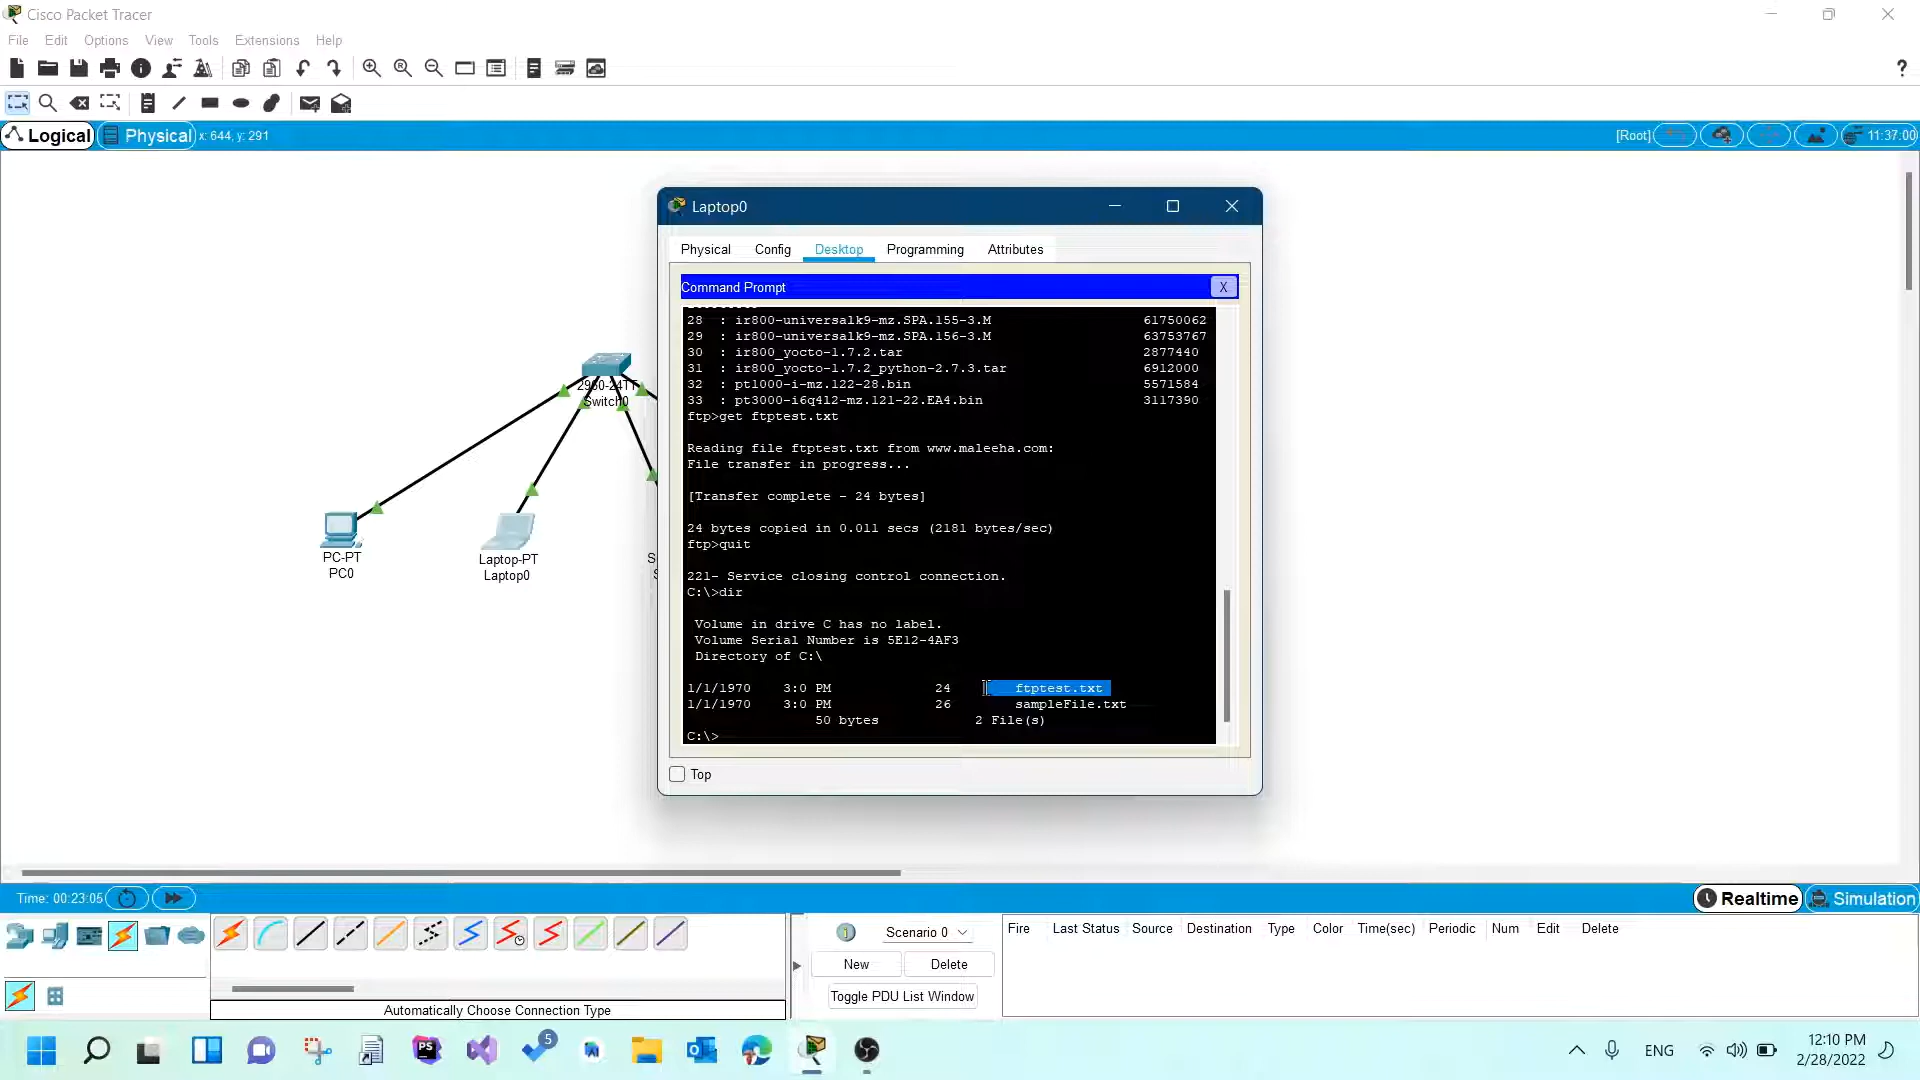 Cisco Packet Tracer
File Edit Options View Tools Extensions Help
?
Logical Physical x: 644, y: 291 [Root] 11:37:00
Laptop0
Physical Config Desktop Programming Attributes
Command Prompt X
28 : ir800-universalk9-mz.SPA.155-3.M 61750062
29 : ir800-universalk9-mz.SPA.156-3.M 63753767
30 : ir800_yocto-1.7.2.tar 2877440
31 : ir800_yocto-1.7.2_python-2.7.3.tar 6912000
32 : pt1000-i-mz.122-28.bin 5571584
33 : pt3000-i6q4l2-mz.121-22.EA4.bin 3117390
ftp>get ftptest.txt
Reading file ftptest.txt from www.maleeha.com:
File transfer in progress...
[Transfer complete - 24 bytes]
24 bytes copied in 0.011 secs (2181 bytes/sec)
ftp>quit
221- Service closing control connection.
C:\>dir
Volume in drive C has no label.
Volume Serial Number is 5E12-4AF3
Directory of C:\
1/1/1970 3:0 PM 24 ftptest.txt
1/1/1970 3:0 PM 26 sampleFile.txt
50 bytes 2 File(s)
C:\>
Top
2960-24TT
Switch0
PC-PT
PC0
Laptop-PT
Laptop0
S
Time: 00:23:05 Realtime Simulation
1 Scenario 0
New Delete
Toggle PDU List Window
Fire Last Status Source Destination Type Color Time(sec) Periodic Num Edit Delete
Automatically Choose Connection Type
PS
5
ENG
12:10 PM
2/28/2022